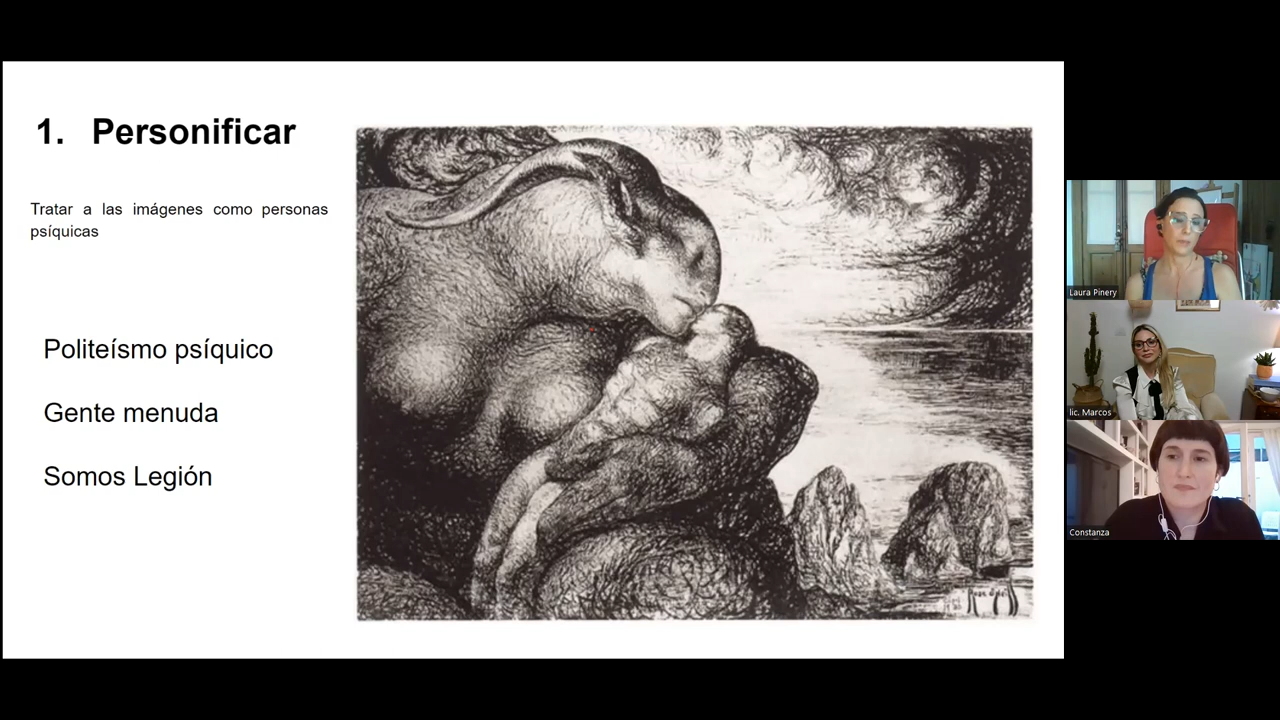 1. Personificar
Tratar a las imágenes como personas
psíquicas
Politeísmo psíquico
Gente menuda
Somos Legión
Laura Pinery
lic. Marcos
Constanza